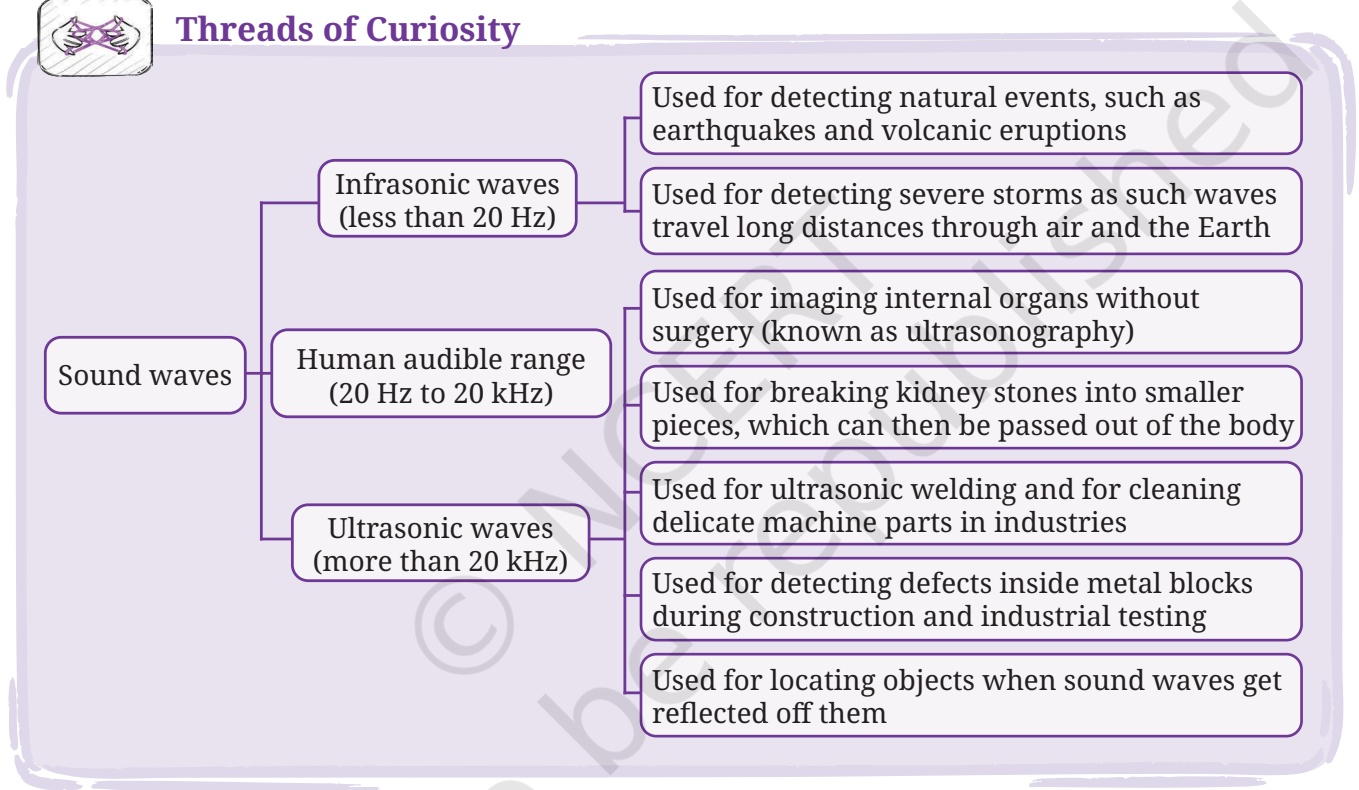 Threads of Curiosity
Sound waves
Infrasonic waves
(less than 20 Hz)
Used for detecting natural events, such as
earthquakes and volcanic eruptions
Used for detecting severe storms as such waves
travel long distances through air and the Earth
Human audible range
(20 Hz to 20 kHz)
Ultrasonic waves
(more than 20 kHz)
Used for imaging internal organs without
surgery (known as ultrasonography)
Used for breaking kidney stones into smaller
pieces, which can then be passed out of the body
Used for ultrasonic welding and for cleaning
delicate machine parts in industries
Used for detecting defects inside metal blocks
during construction and industrial testing
Used for locating objects when sound waves get
reflected off them
© NCERT
be republished